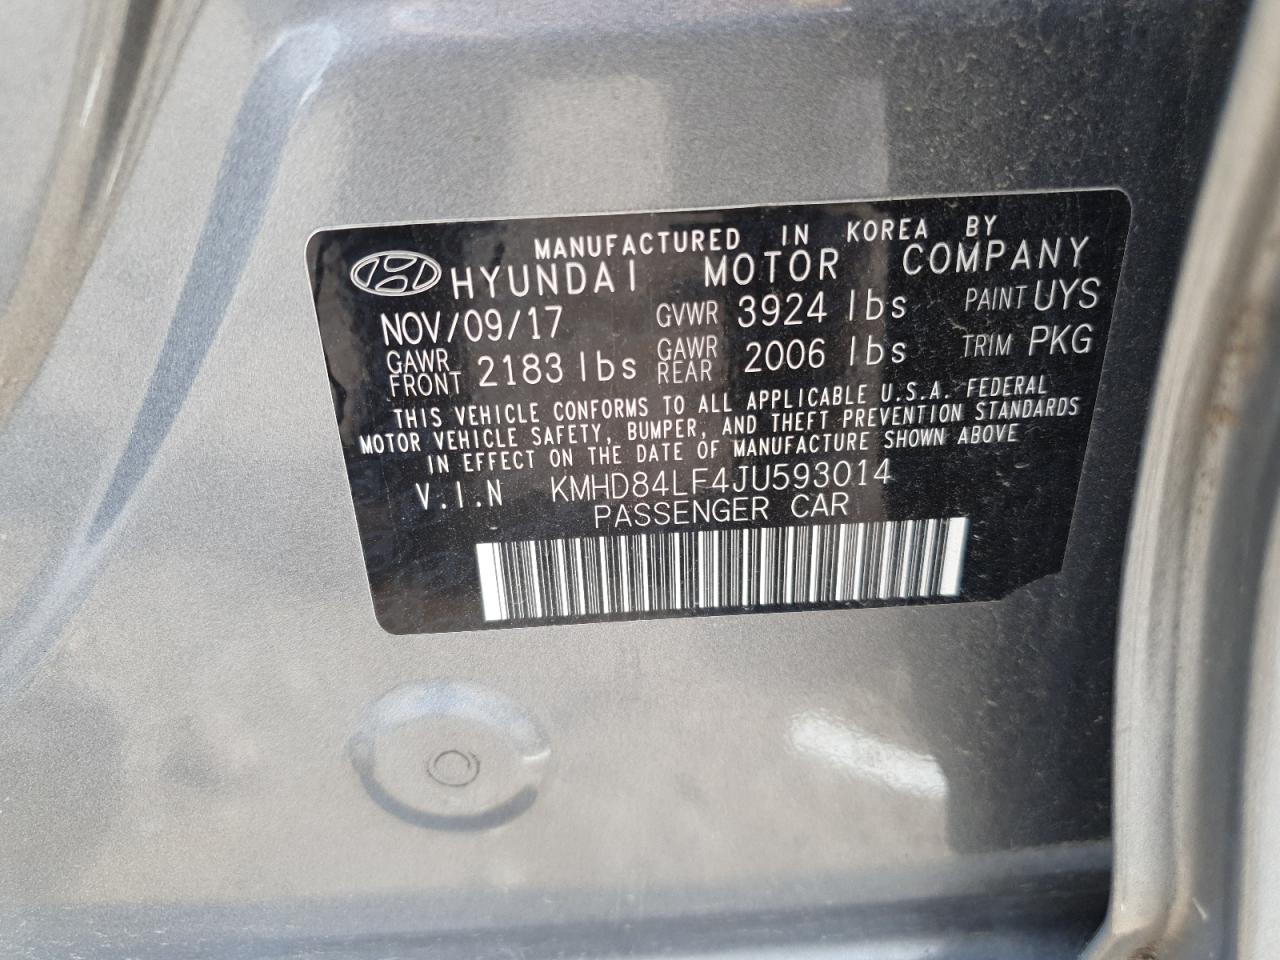 MANUFACTURED IN KOREA BY
HYUNDAI MOTOR COMPANY
NOV/09/17 GVWR 3924 lbs PAINT UYS
GAWR FRONT 2183 lbs GAWR REAR 2006 lbs TRIM PKG
THIS VEHICLE CONFORMS TO ALL APPLICABLE U.S.A. FEDERAL
MOTOR VEHICLE SAFETY, BUMPER, AND THEFT PREVENTION STANDARDS
IN EFFECT ON THE DATE OF MANUFACTURE SHOWN ABOVE
V.I.N KMHD84LF4JU593014
PASSENGER CAR